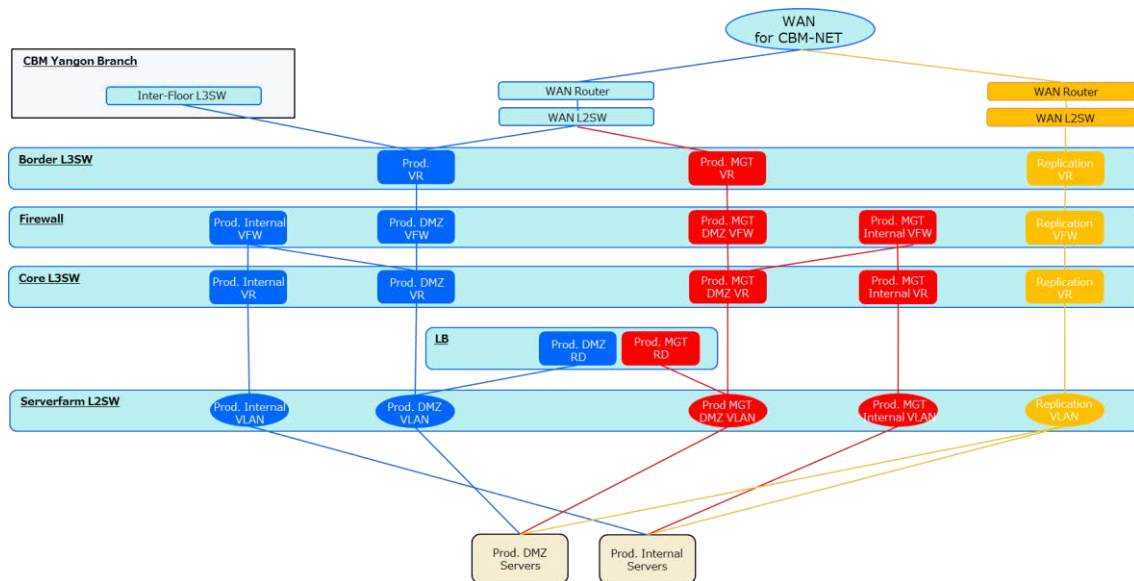 WAN
for CBM-NET
CBM Yangon Branch
Inter-Floor L3SW
WAN Router
WAN L2SW
WAN Router
WAN L2SW
Border L3SW
Prod.
VR
Prod. MGT
VR
Replication
VR
Firewall
Prod. Internal
VFW
Prod. DMZ
VFW
Prod. MGT
DMZ VFW
Prod. MGT
Internal VFW
Replication
VFW
Core L3SW
Prod. Internal
VR
Prod. DMZ
VR
Prod. MGT
DMZ VR
Prod. MGT
Internal VR
Replication
VR
LB
Prod. DMZ
RD
Prod. MGT
RD
Serverfarm L2SW
Prod. Internal
VLAN
Prod. DMZ
VLAN
Prod MGT
DMZ VLAN
Prod. MGT
Internal VLAN
Replication
VLAN
Prod. DMZ
Servers
Prod. Internal
Servers